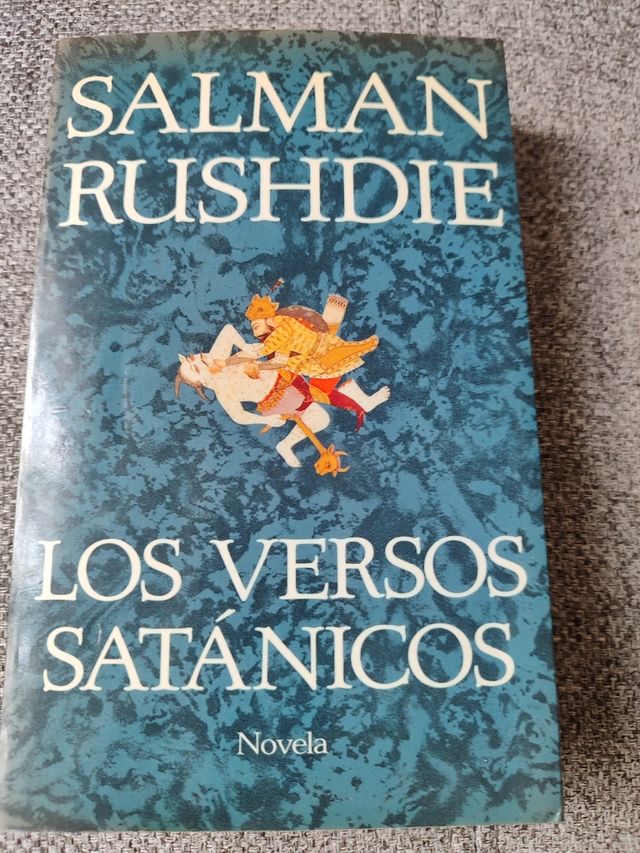 SALMAN
RUSHDIE
LOS VERSOS
SATÁNICOS
Novela